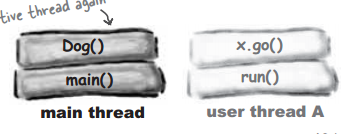 tive thread again
Dog()
x.go()
main()
run()
main thread
user thread A